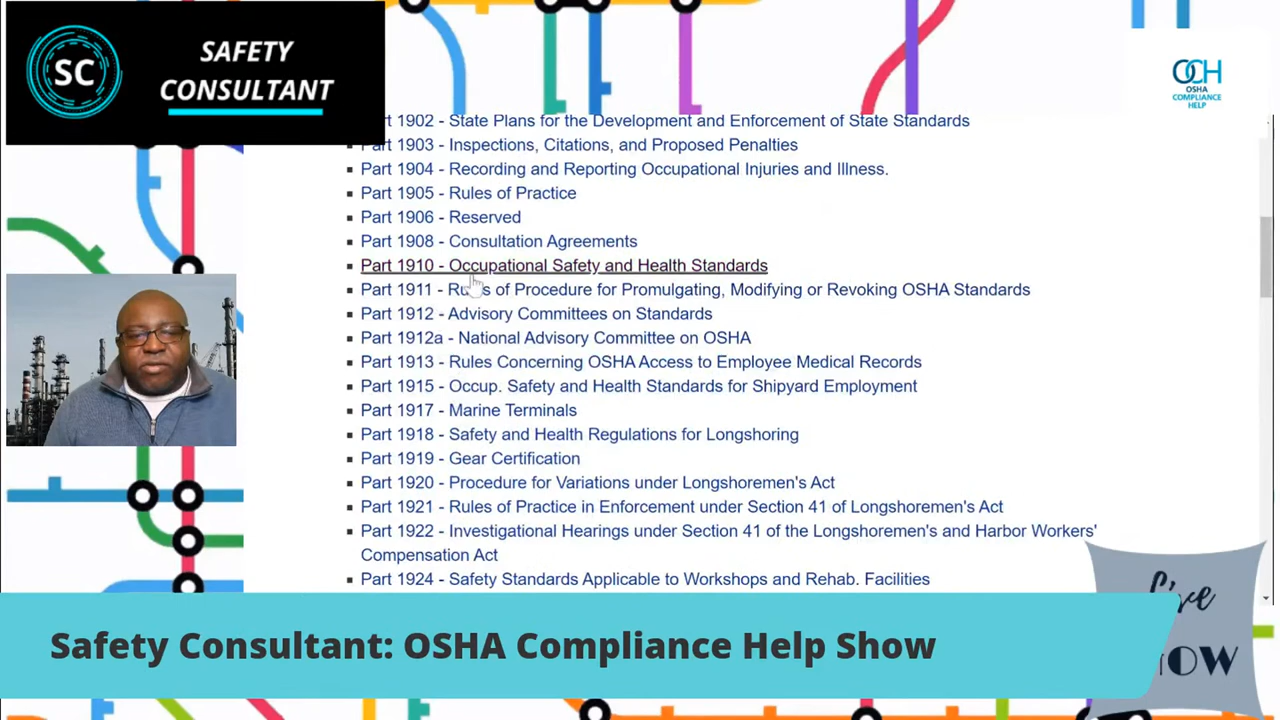 SC
SAFETY
CONSULTANT
OCH
OSHA
COMPLIANCE
HELP
rt 1902 - State Plans for the Development and Enforcement of State Standards
Part 1903 - Inspections, Citations, and Proposed Penalties
Part 1904 - Recording and Reporting Occupational Injuries and Illness.
Part 1905 - Rules of Practice
Part 1906 - Reserved
Part 1908 - Consultation Agreements
Part 1910 - Occupational Safety and Health Standards
Part 1911 - Rules of Procedure for Promulgating, Modifying or Revoking OSHA Standards
Part 1912 - Advisory Committees on Standards
Part 1912a - National Advisory Committee on OSHA
Part 1913 - Rules Concerning OSHA Access to Employee Medical Records
Part 1915 - Occup. Safety and Health Standards for Shipyard Employment
Part 1917 - Marine Terminals
Part 1918 - Safety and Health Regulations for Longshoring
Part 1919 - Gear Certification
Part 1920 - Procedure for Variations under Longshoremen's Act
Part 1921 - Rules of Practice in Enforcement under Section 41 of Longshoremen's Act
Part 1922 - Investigational Hearings under Section 41 of the Longshoremen's and Harbor Workers'
Compensation Act
Part 1924 - Safety Standards Applicable to Workshops and Rehab. Facilities
Safety Consultant: OSHA Compliance Help Show